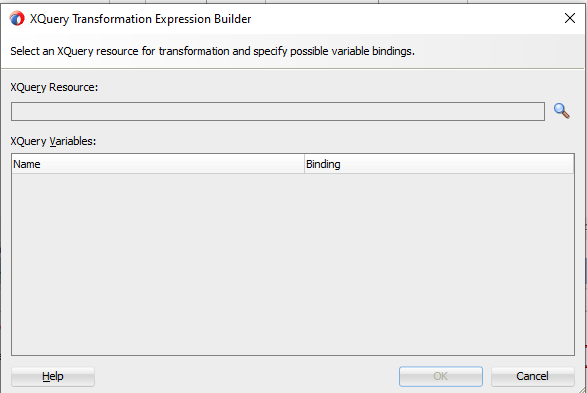 XQuery Transformation Expression Builder
Select an XQuery resource for transformation and specify possible variable bindings.
XQuery Resource:
XQuery Variables:
Name Binding
Help OK Cancel